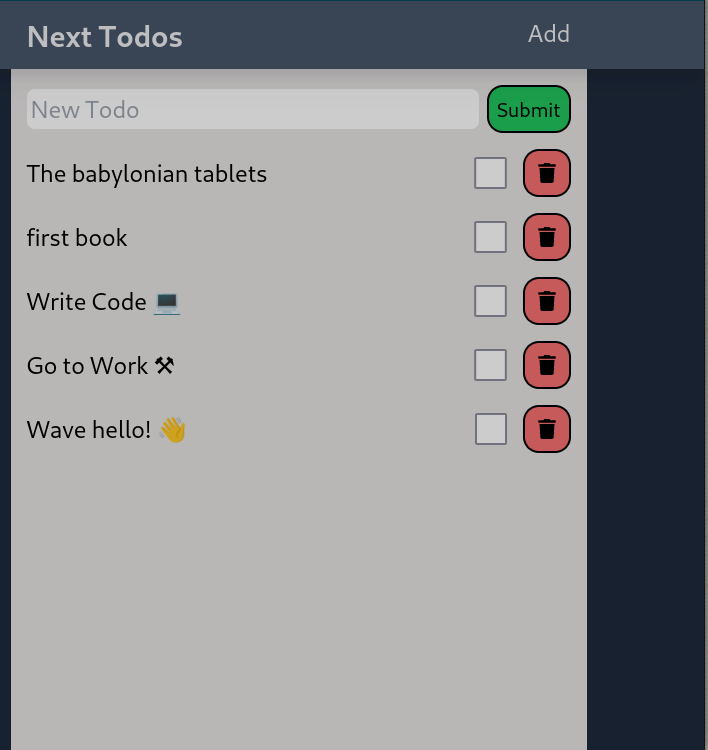 Next Todos
Add
New Todo
Submit
The babylonian tablets
first book
Write Code 💻
Go to Work ⚒
Wave hello! 👋